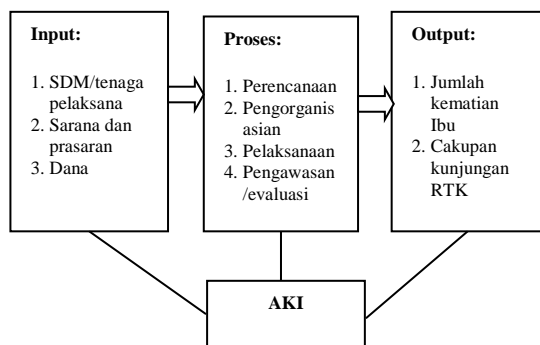 Input:
1. SDM/tenaga
pelaksana
2. Sarana dan
prasaran
3. Dana
Proses:
1. Perencanaan
2. Pengorganis
asian
3. Pelaksanaan
4. Pengawasan
/evaluasi
Output:
1. Jumlah
kematian
Ibu
2. Cakupan
kunjungan
RTK
AKI